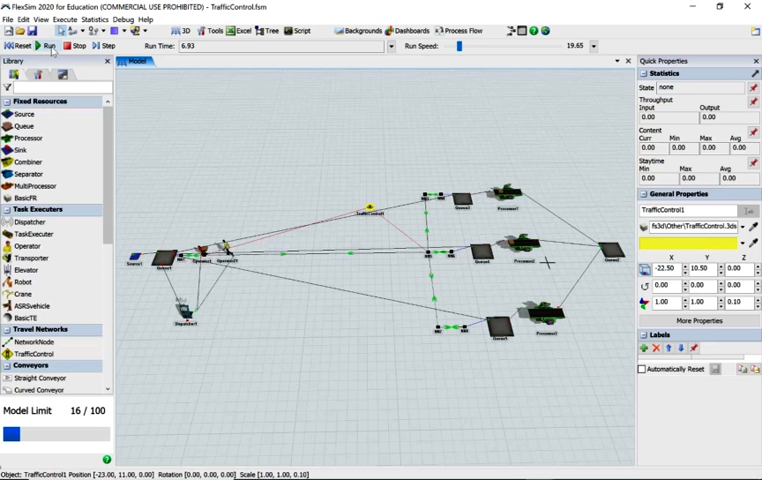 FlexSim 2020 for Education (COMMERCIAL USE PROHIBITED) - TrafficControl.fsm
File Edit View Execute Statistics Debug Help
3D Tools Excel Tree Script Backgrounds Dashboards Process Flow
Reset Run Stop Step Run Time: 6.93 Run Speed: 19.65
Library
Model
Quick Properties
Fixed Resources
Source
Queue
Processor
Sink
Combiner
Separator
MultiProcessor
BasicFR
Task Executers
Dispatcher
TaskExecuter
Operator
Transporter
Elevator
Robot
Crane
ASRSvehicle
BasicTE
Travel Networks
NetworkNode
TrafficControl
Conveyors
Straight Conveyor
Curved Conveyor
Model Limit 16 / 100
TrafficControl1
Source1
Dispatcher1
Processor1
Processor2
Statistics
State none
Throughput
Input Output
0.00 0.00
Content
Curr Min Max Avg
0.00 0.00 0.00 0.00
Staytime
Min Max Avg
0.00 0.00 0.00
General Properties
TrafficControl1
fs3d\Other\TrafficControl.3ds
X Y Z
-22.50 10.50 0.00
0.00 0.00 0.00
1.00 1.00 0.10
More Properties
Labels
Automatically Reset
Object: TrafficControl1 Position [-23.00, 11.00, 0.00] Rotation [0.00, 0.00, 0.00] Scale [1.00, 1.00, 0.10]